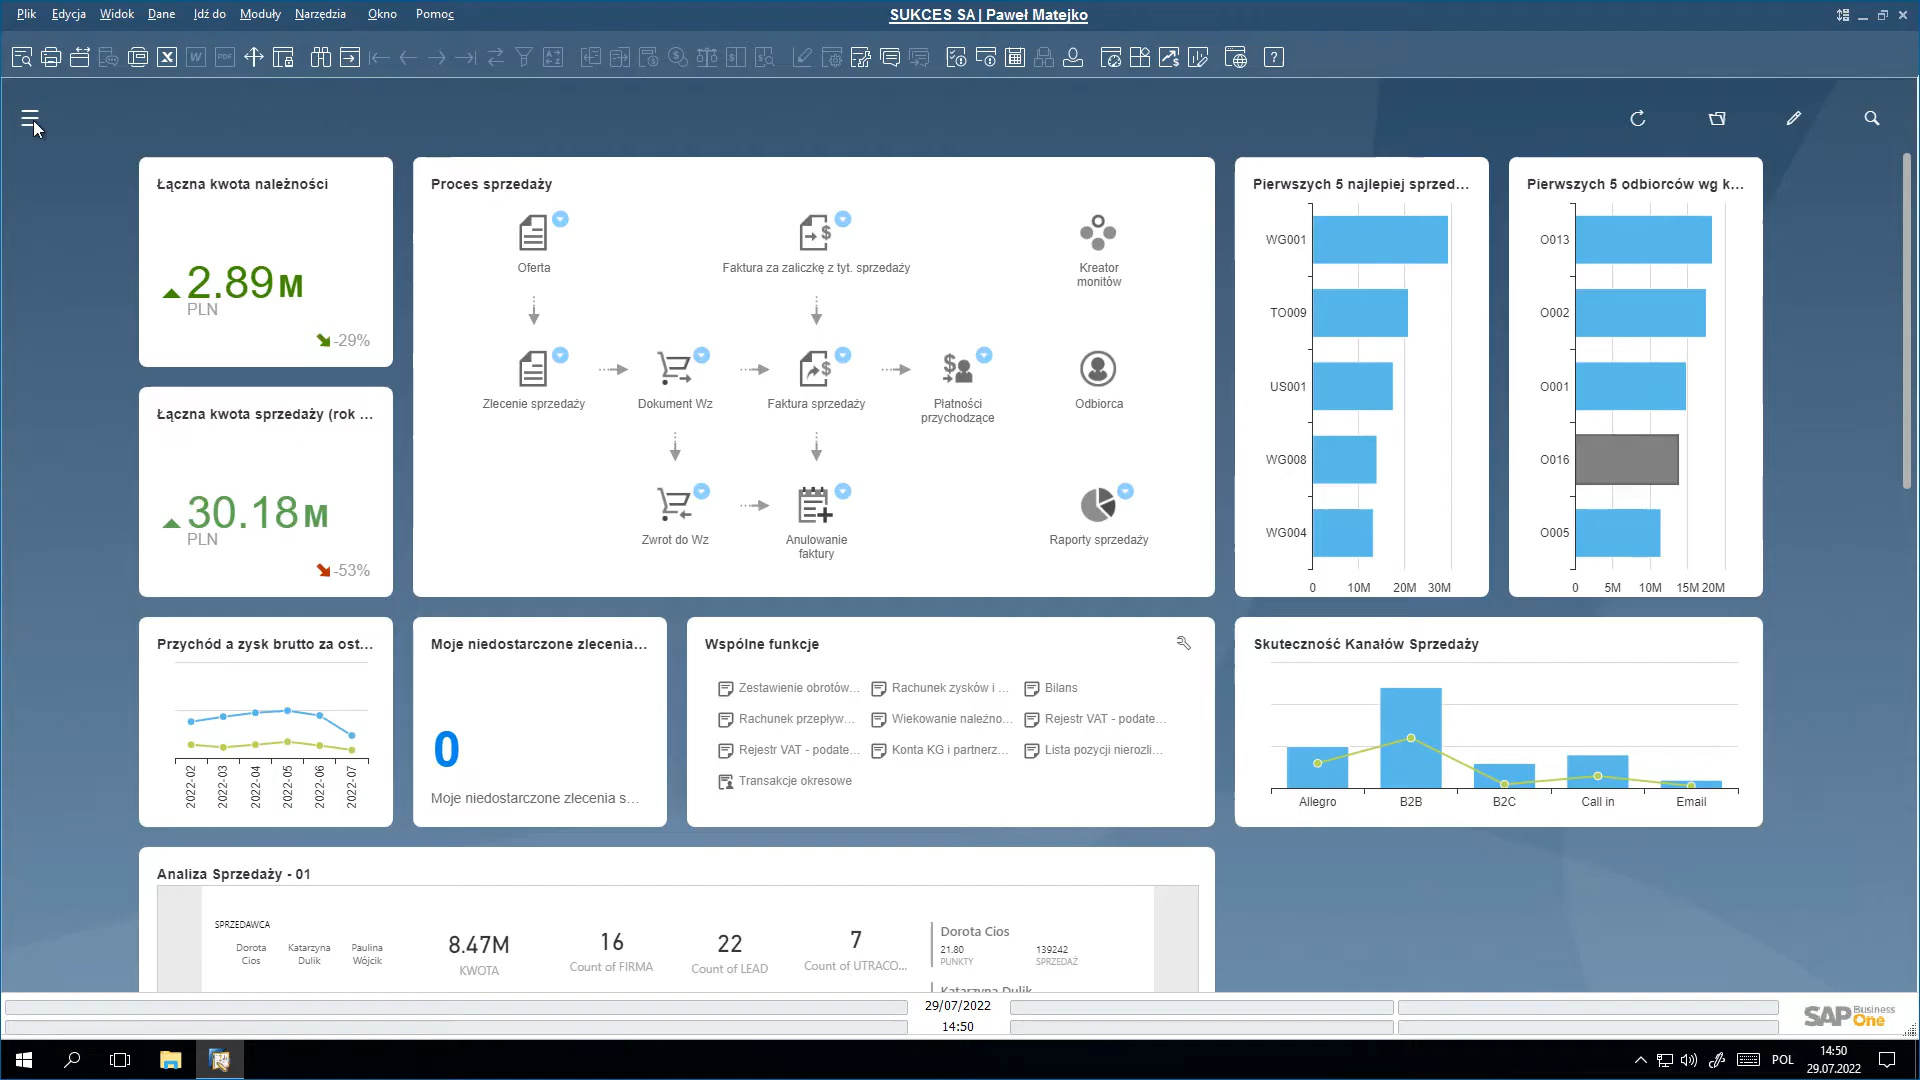 Plik Edycja Widok Dane Idź do Moduły Narzędzia Okno Pomoc
SUKCES SA | Paweł Matejko
Łączna kwota należności
2.89 M
PLN
-29%
Łączna kwota sprzedaży (rok ...
30.18 M
PLN
-53%
Proces sprzedaży
Oferta
Faktura za zaliczkę z tyt. sprzedaży
Kreator
monitów
Zlecenie sprzedaży
Dokument Wz
Faktura sprzedaży
Płatności
przychodzące
Odbiorca
Zwrot do Wz
Anulowanie
faktury
Raporty sprzedaży
Pierwszych 5 najlepiej sprzed...
WG001
TO009
US001
WG008
WG004
0 10M 20M 30M
Pierwszych 5 odbiorców wg k...
O013
O002
O001
O016
O005
0 5M 10M 15M 20M
Przychód a zysk brutto za ost...
2022-02
2022-03
2022-04
2022-05
2022-06
2022-07
Moje niedostarczone zlecenia...
0
Moje niedostarczone zlecenia s...
Wspólne funkcje
Zestawienie obrotów... Rachunek zysków i ... Bilans
Rachunek przepływ... Wiekowanie należno... Rejestr VAT - podate...
Rejestr VAT - podate... Konta KG i partnerz... Lista pozycji nierozli...
Transakcje okresowe
Skuteczność Kanałów Sprzedaży
Allegro B2B B2C Call in Email
Analiza Sprzedaży - 01
SPRZEDAWCA
Dorota
Cios
Katarzyna
Dulik
Paulina
Wójcik
8.47M
KWOTA
16
Count of FIRMA
22
Count of LEAD
7
Count of UTRACO...
Dorota Cios
21.80
PUNKTY
139242
SPRZEDAŻ
Katarzyna Dulik
29/07/2022
14:50
SAP Business One
POL
14:50
29.07.2022